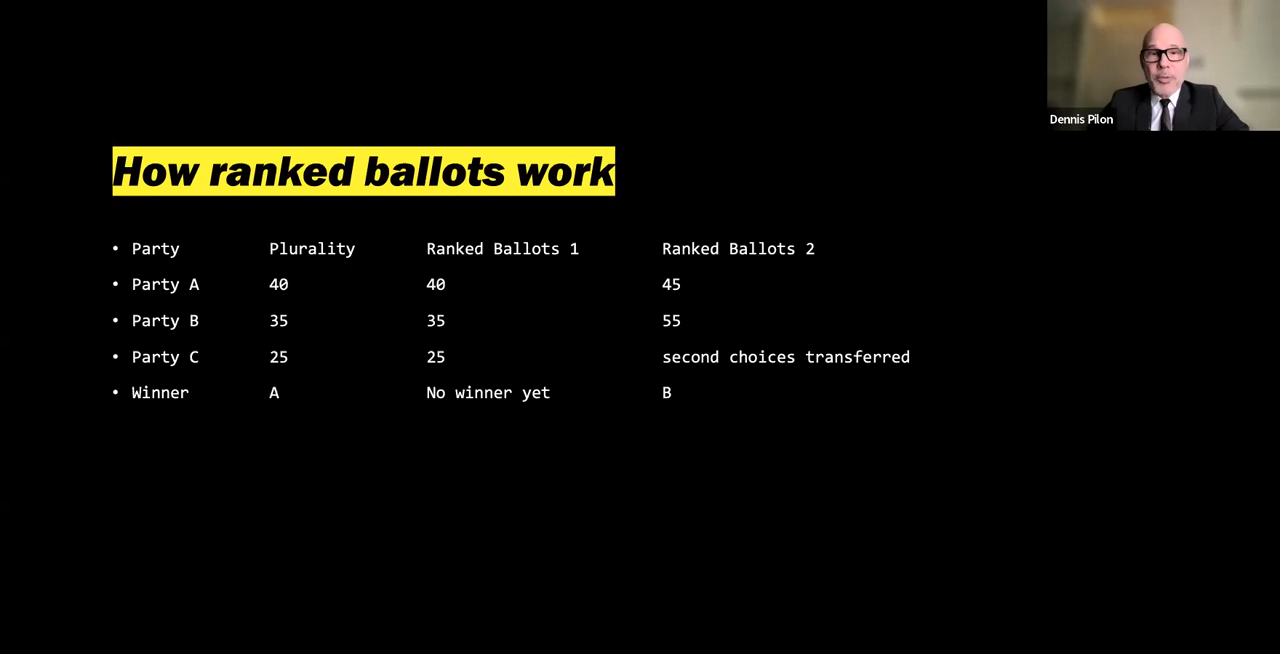 Dennis Pilon
How ranked ballots work
• Party Plurality Ranked Ballots 1 Ranked Ballots 2
• Party A 40 40 45
• Party B 35 35 55
• Party C 25 25 second choices transferred
• Winner A No winner yet B